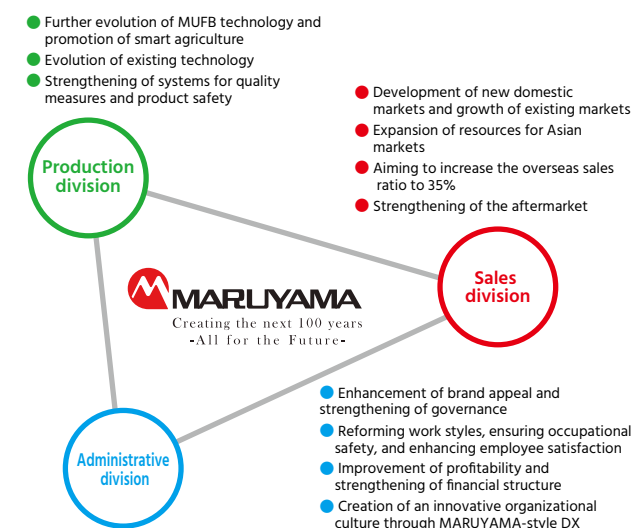 ● Further evolution of MUFB technology and
promotion of smart agriculture
● Evolution of existing technology
● Strengthening of systems for quality
measures and product safety
Production
division
● Development of new domestic
markets and growth of existing markets
● Expansion of resources for Asian
markets
● Aiming to increase the overseas sales
ratio to 35%
● Strengthening of the aftermarket
Sales
division
MARUYAMA
Creating the next 100 years
-All for the Future-
● Enhancement of brand appeal and
strengthening of governance
● Reforming work styles, ensuring occupational
safety, and enhancing employee satisfaction
● Improvement of profitability and
strengthening of financial structure
● Creation of an innovative organizational
culture through MARUYAMA-style DX
Administrative
division